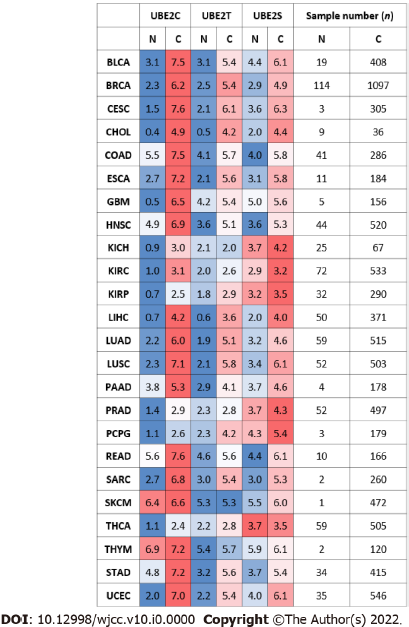 UBE2C UBE2T UBE2S Sample number (n)
N C N C N C N C
BLCA 3.1 7.5 3.1 5.4 4.4 6.1 19 408
BRCA 2.3 6.2 2.5 5.4 2.9 4.9 114 1097
CESC 1.5 7.6 2.1 6.1 3.6 6.3 3 305
CHOL 0.4 4.9 0.5 4.2 2.0 4.4 9 36
COAD 5.5 7.5 4.1 5.7 4.0 5.8 41 286
ESCA 2.7 7.2 2.1 5.6 3.1 5.8 11 184
GBM 0.5 6.5 4.2 5.4 5.0 5.6 5 156
HNSC 4.9 6.9 3.6 5.1 3.6 5.3 44 520
KICH 0.9 3.0 2.1 2.0 3.7 4.2 25 67
KIRC 1.0 3.1 2.0 2.6 2.9 3.2 72 533
KIRP 0.7 2.5 1.8 2.9 3.2 3.5 32 290
LIHC 0.7 4.2 0.6 3.6 2.0 4.0 50 371
LUAD 2.2 6.0 1.9 5.1 3.2 4.6 59 515
LUSC 2.3 7.1 2.1 5.8 3.4 6.1 52 503
PAAD 3.8 5.3 2.9 4.1 3.7 4.6 4 178
PRAD 1.4 2.9 2.3 2.8 3.7 4.3 52 497
PCPG 1.1 2.6 2.3 4.2 4.3 5.4 3 179
READ 5.6 7.6 4.6 5.6 4.4 6.1 10 166
SARC 2.7 6.8 3.0 5.4 3.0 5.3 2 260
SKCM 6.4 6.6 5.3 5.3 5.5 6.0 1 472
THCA 1.1 2.4 2.2 2.8 3.7 3.5 59 505
THYM 6.9 7.2 5.4 5.7 5.9 6.1 2 120
STAD 4.8 7.2 3.2 5.6 3.7 5.4 34 415
UCEC 2.0 7.0 2.2 5.4 4.0 6.1 35 546
DOI: 10.12998/wjcc.v10.i0.0000 Copyright ©The Author(s) 2022.